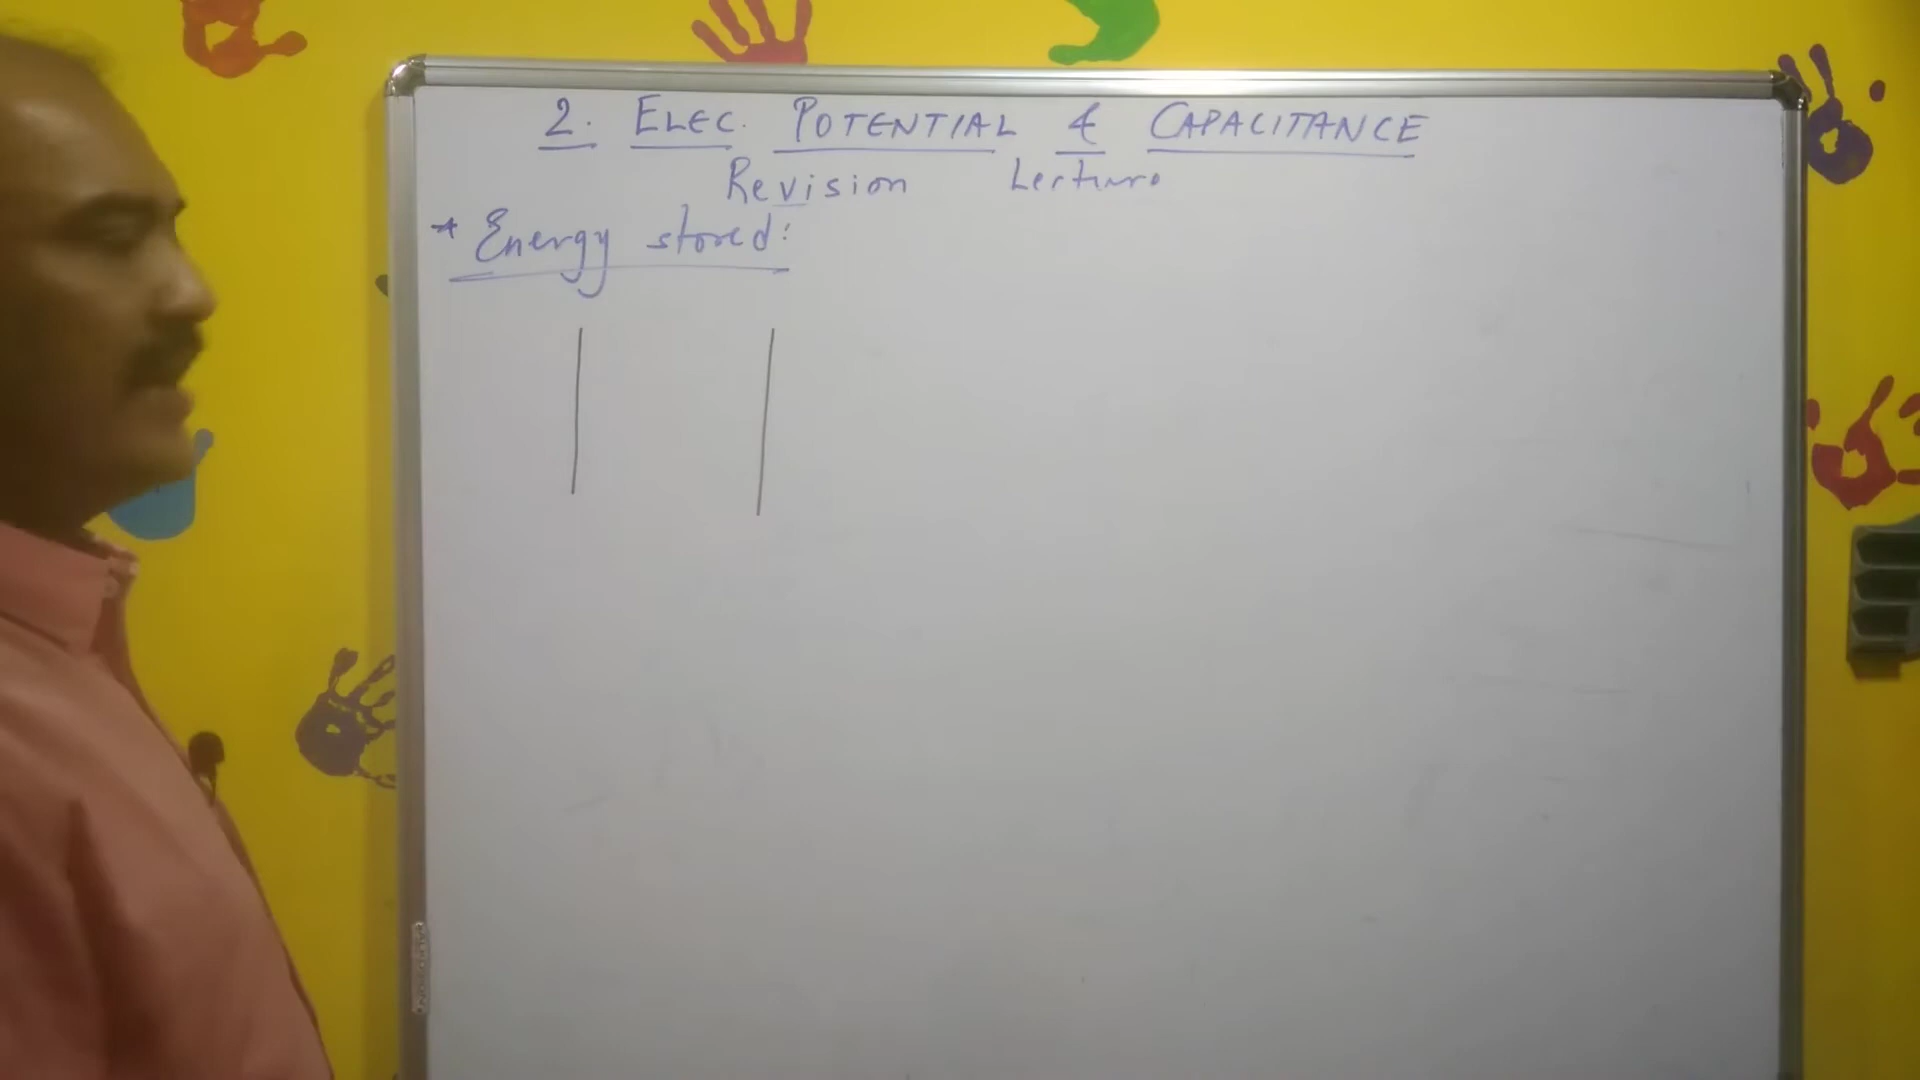 2. ELEC. POTENTIAL & CAPACITANCE
Revision Lecture
* Energy stored: